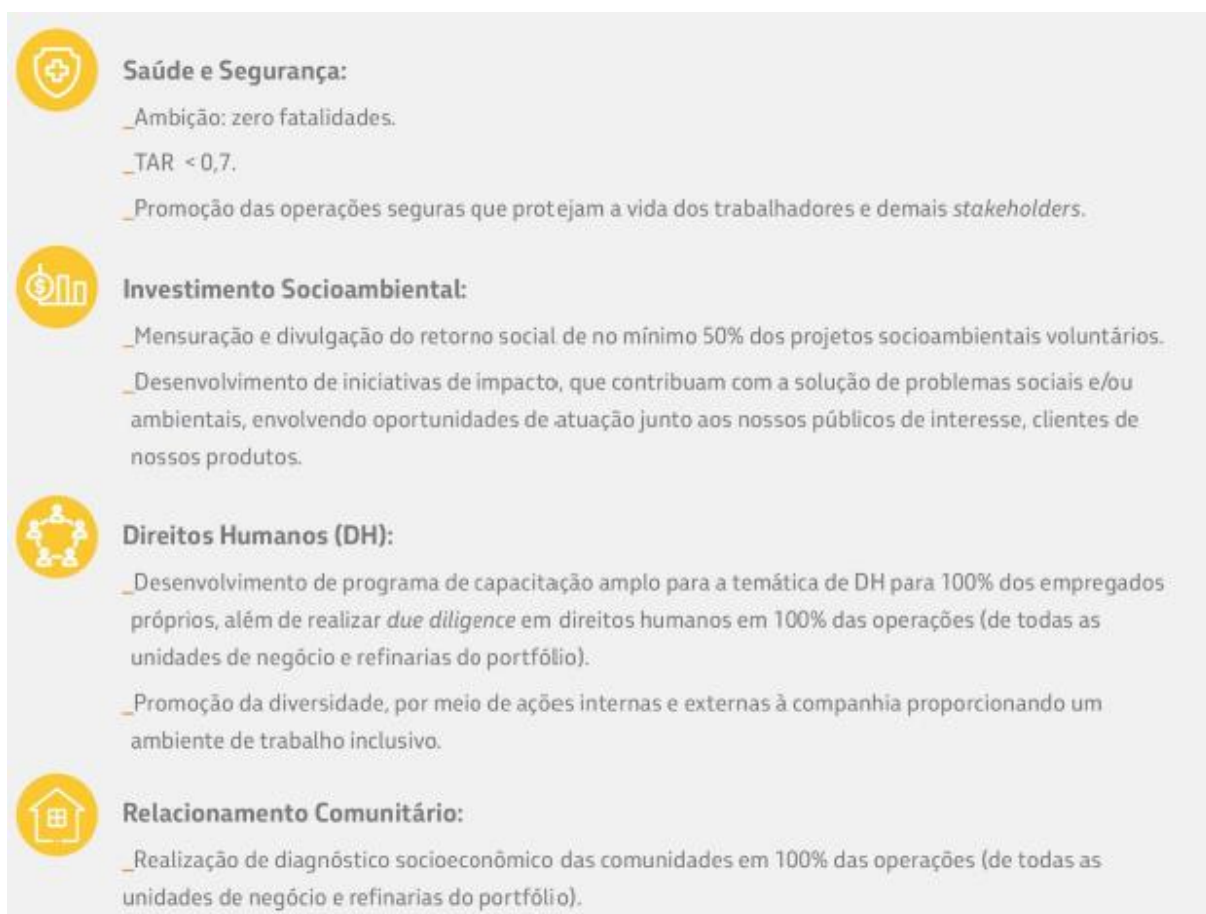 Saúde e Segurança:
_Ambição: zero fatalidades.
_TAR < 0,7.
_Promoção das operações seguras que protejam a vida dos trabalhadores e demais stakeholders.
Investimento Socioambiental:
_Mensuração e divulgação do retorno social de no mínimo 50% dos projetos socioambientais voluntários.
_Desenvolvimento de iniciativas de impacto, que contribuam com a solução de problemas sociais e/ou
ambientais, envolvendo oportunidades de atuação junto aos nossos públicos de interesse, clientes de
nossos produtos.
Direitos Humanos (DH):
_Desenvolvimento de programa de capacitação amplo para a temática de DH para 100% dos empregados
próprios, além de realizar due diligence em direitos humanos em 100% das operações (de todas as
unidades de negócio e refinarias do portfólio).
_Promoção da diversidade, por meio de ações internas e externas à companhia proporcionando um
ambiente de trabalho inclusivo.
Relacionamento Comunitário:
_Realização de diagnóstico socioeconômico das comunidades em 100% das operações (de todas as
unidades de negócio e refinarias do portfólio).